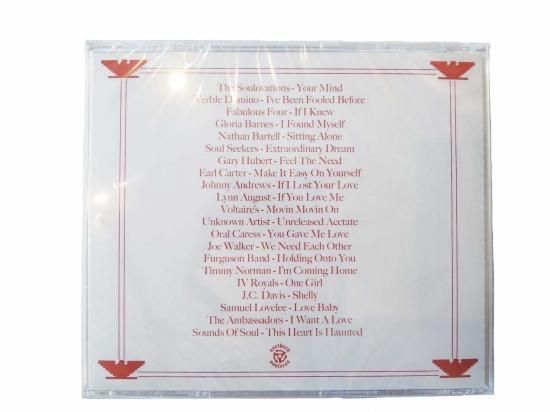 The Soulovations - Your Mind
Verble Domino - I've Been Fooled Before
Fabulous Four - If I Knew
Gloria Barnes - I Found Myself
Nathan Bartell - Sitting Alone
Soul Seekers - Extraordinary Dream
Gary Hubert - Feel The Need
Earl Carter - Make It Easy On Yourself
Johnny Andrews - If I Lost Your Love
Lynn August - If You Love Me
Voltaire's - Movin Movin On
Unknown Artist - Unreleased Acetate
Oral Caress - You Gave Me Love
Joe Walker - We Need Each Other
Furguson Band - Holding Onto You
Timmy Norman - I'm Coming Home
IV Royals - One Girl
J.C. Davis - Shelly
Samuel Lovelee - Love Baby
The Ambassadors - I Want A Love
Sounds Of Soul - This Heart Is Haunted
northern